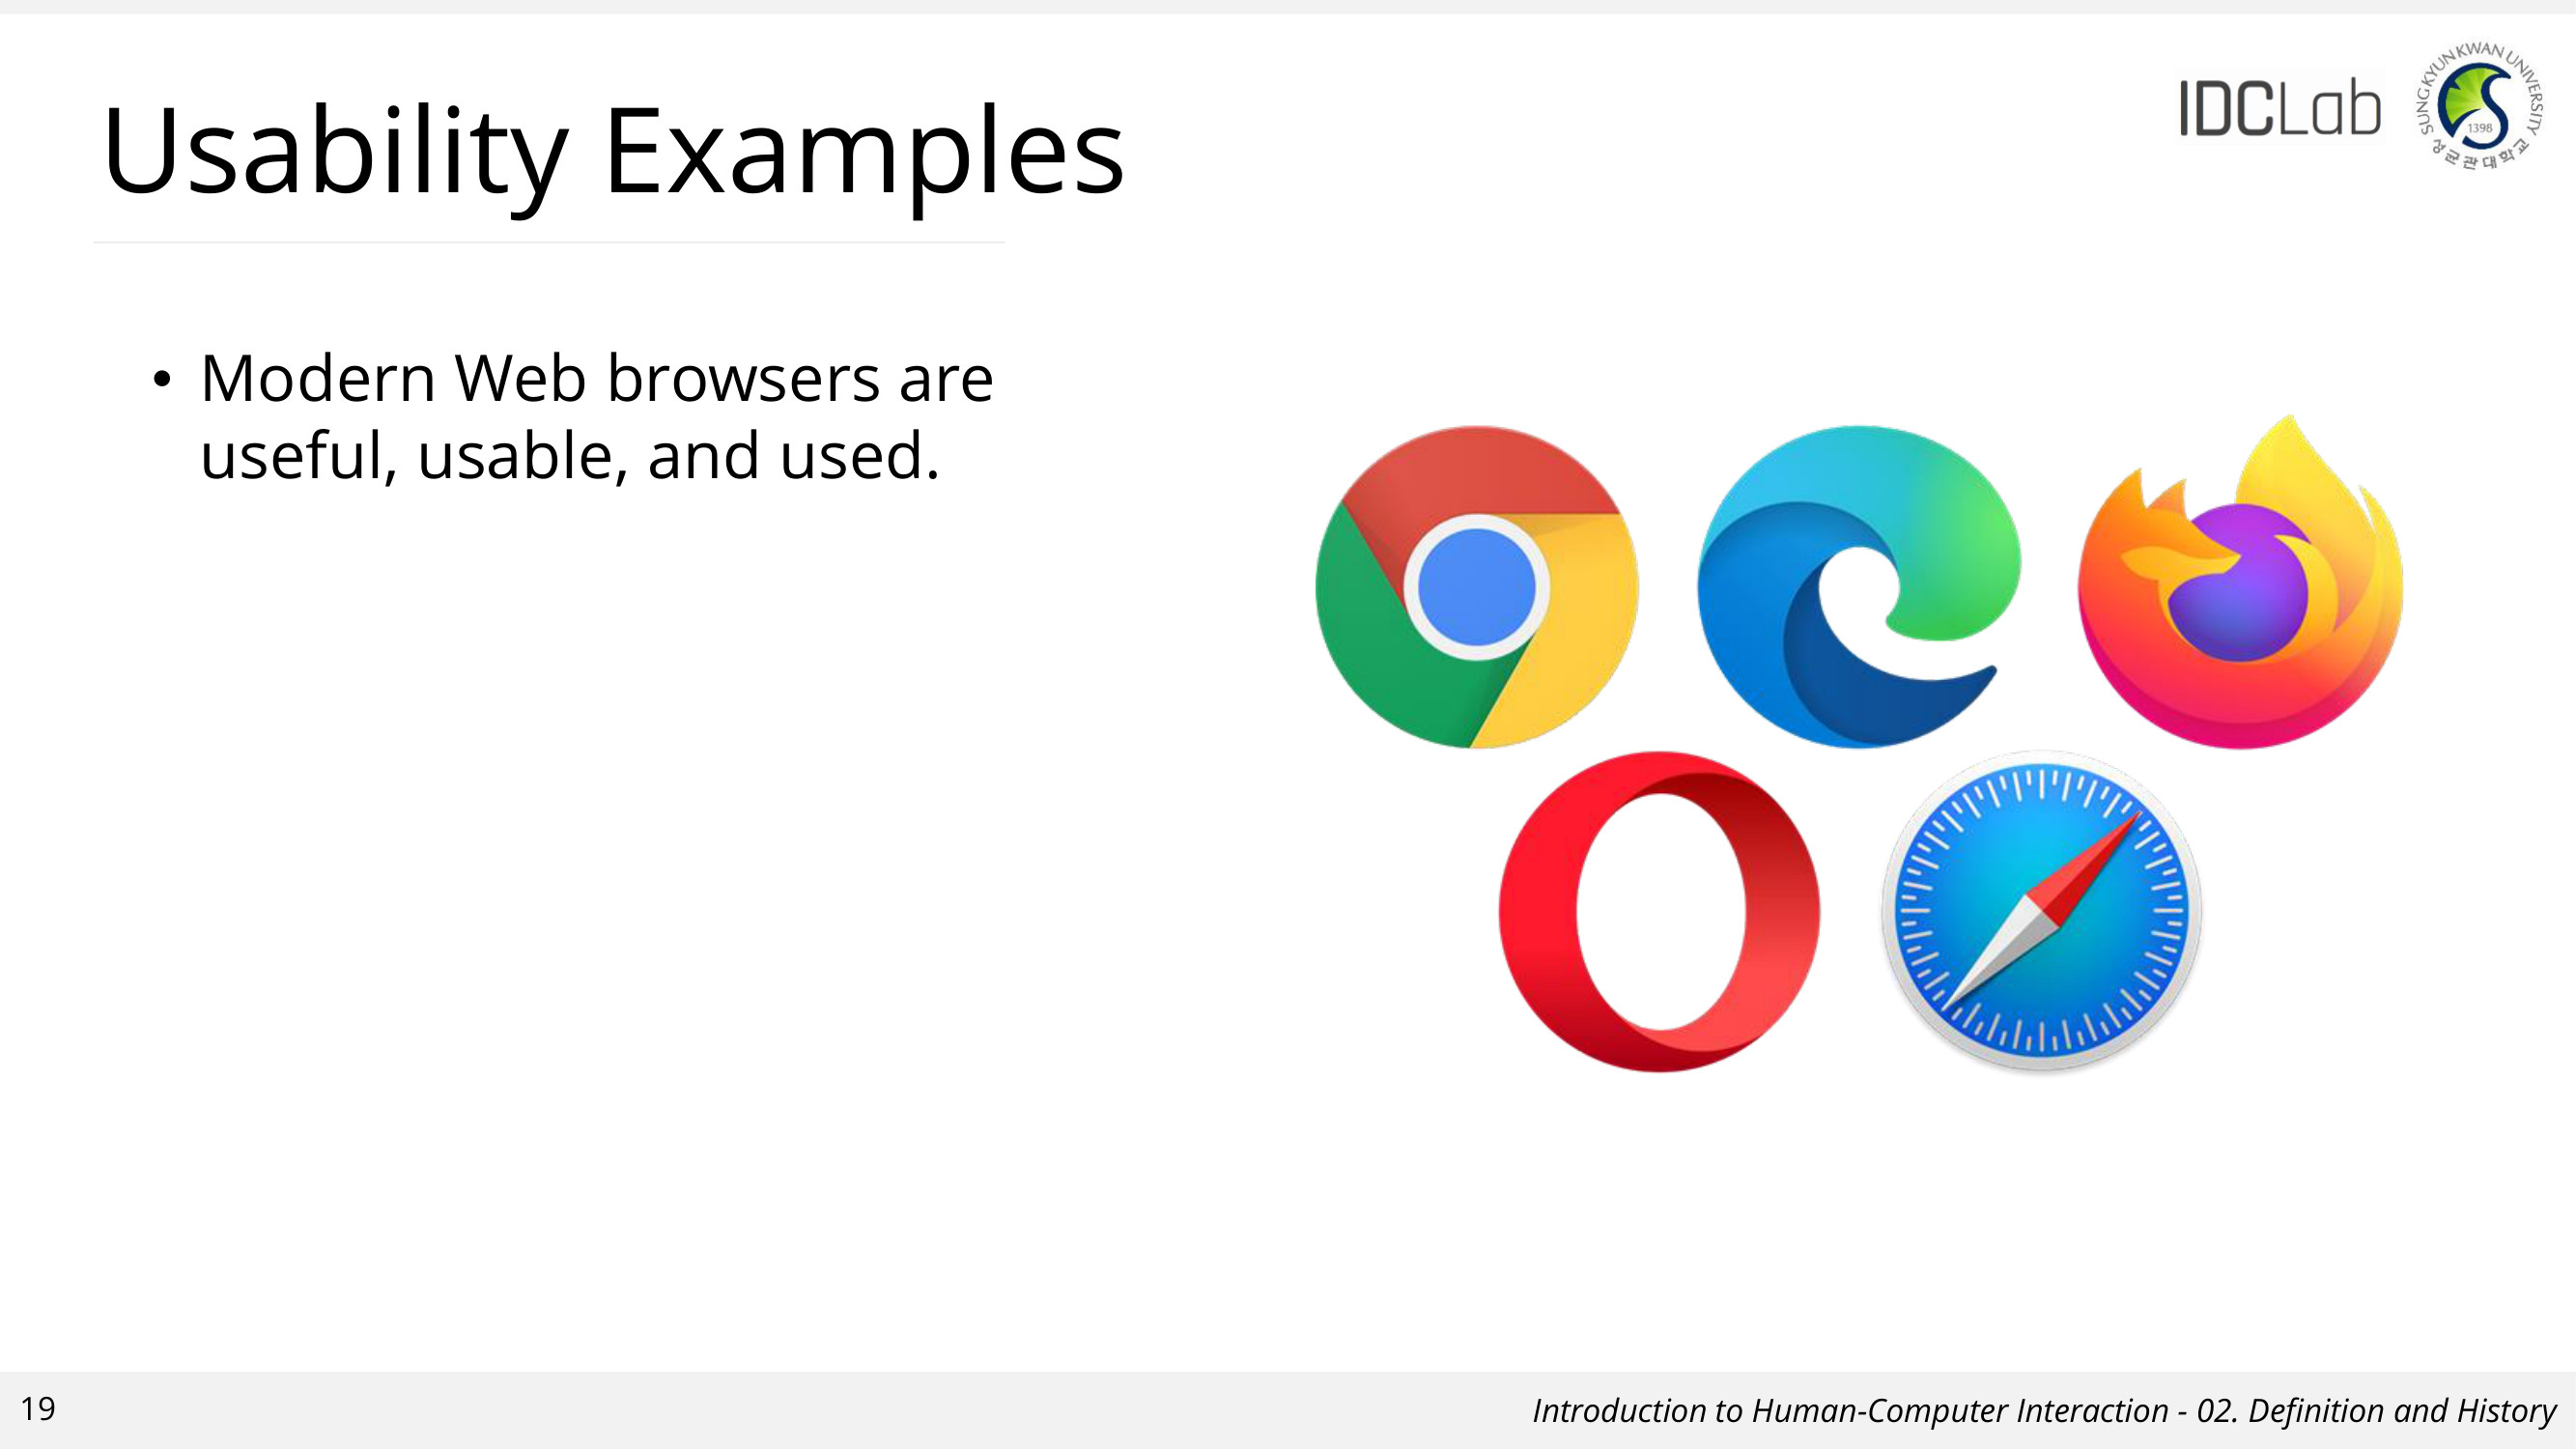 Usability Examples
IDCLab
SUNGKYUNKWAN UNIVERSITY
1398
성균관대학교
• Modern Web browsers are
useful, usable, and used.
19
Introduction to Human-Computer Interaction - 02. Definition and History